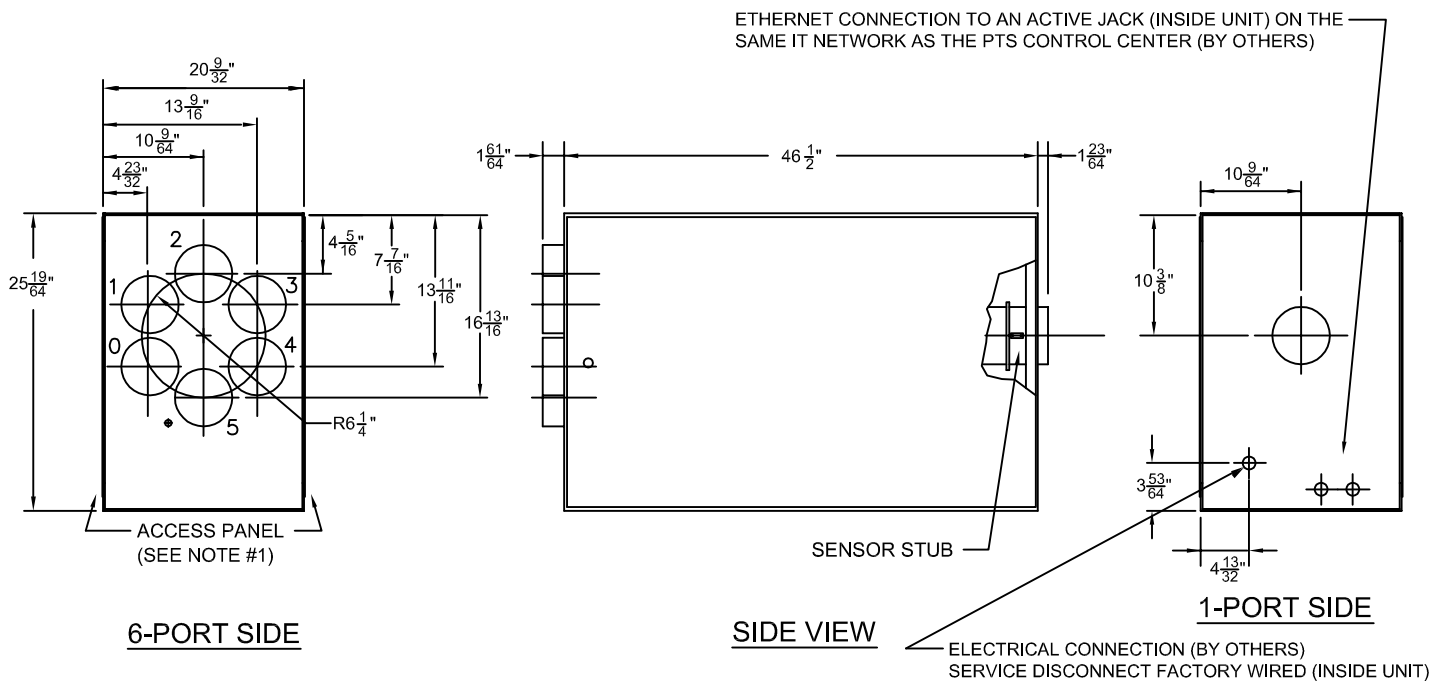 ETHERNET CONNECTION TO AN ACTIVE JACK (INSIDE UNIT) ON THE
SAME IT NETWORK AS THE PTS CONTROL CENTER (BY OTHERS)
20 9/32"
13 9/16"
10 9/64"
4 23/32"
25 19/64"
4 5/16"
7 7/16"
13 11/16"
16 13/16"
2
1
3
0
4
5
R6 1/4"
ACCESS PANEL
(SEE NOTE #1)
6-PORT SIDE
1 61/64"
46 1/2"
1 23/64"
SENSOR STUB
SIDE VIEW
10 9/64"
10 3/8"
3 53/64"
4 13/32"
1-PORT SIDE
ELECTRICAL CONNECTION (BY OTHERS)
SERVICE DISCONNECT FACTORY WIRED (INSIDE UNIT)